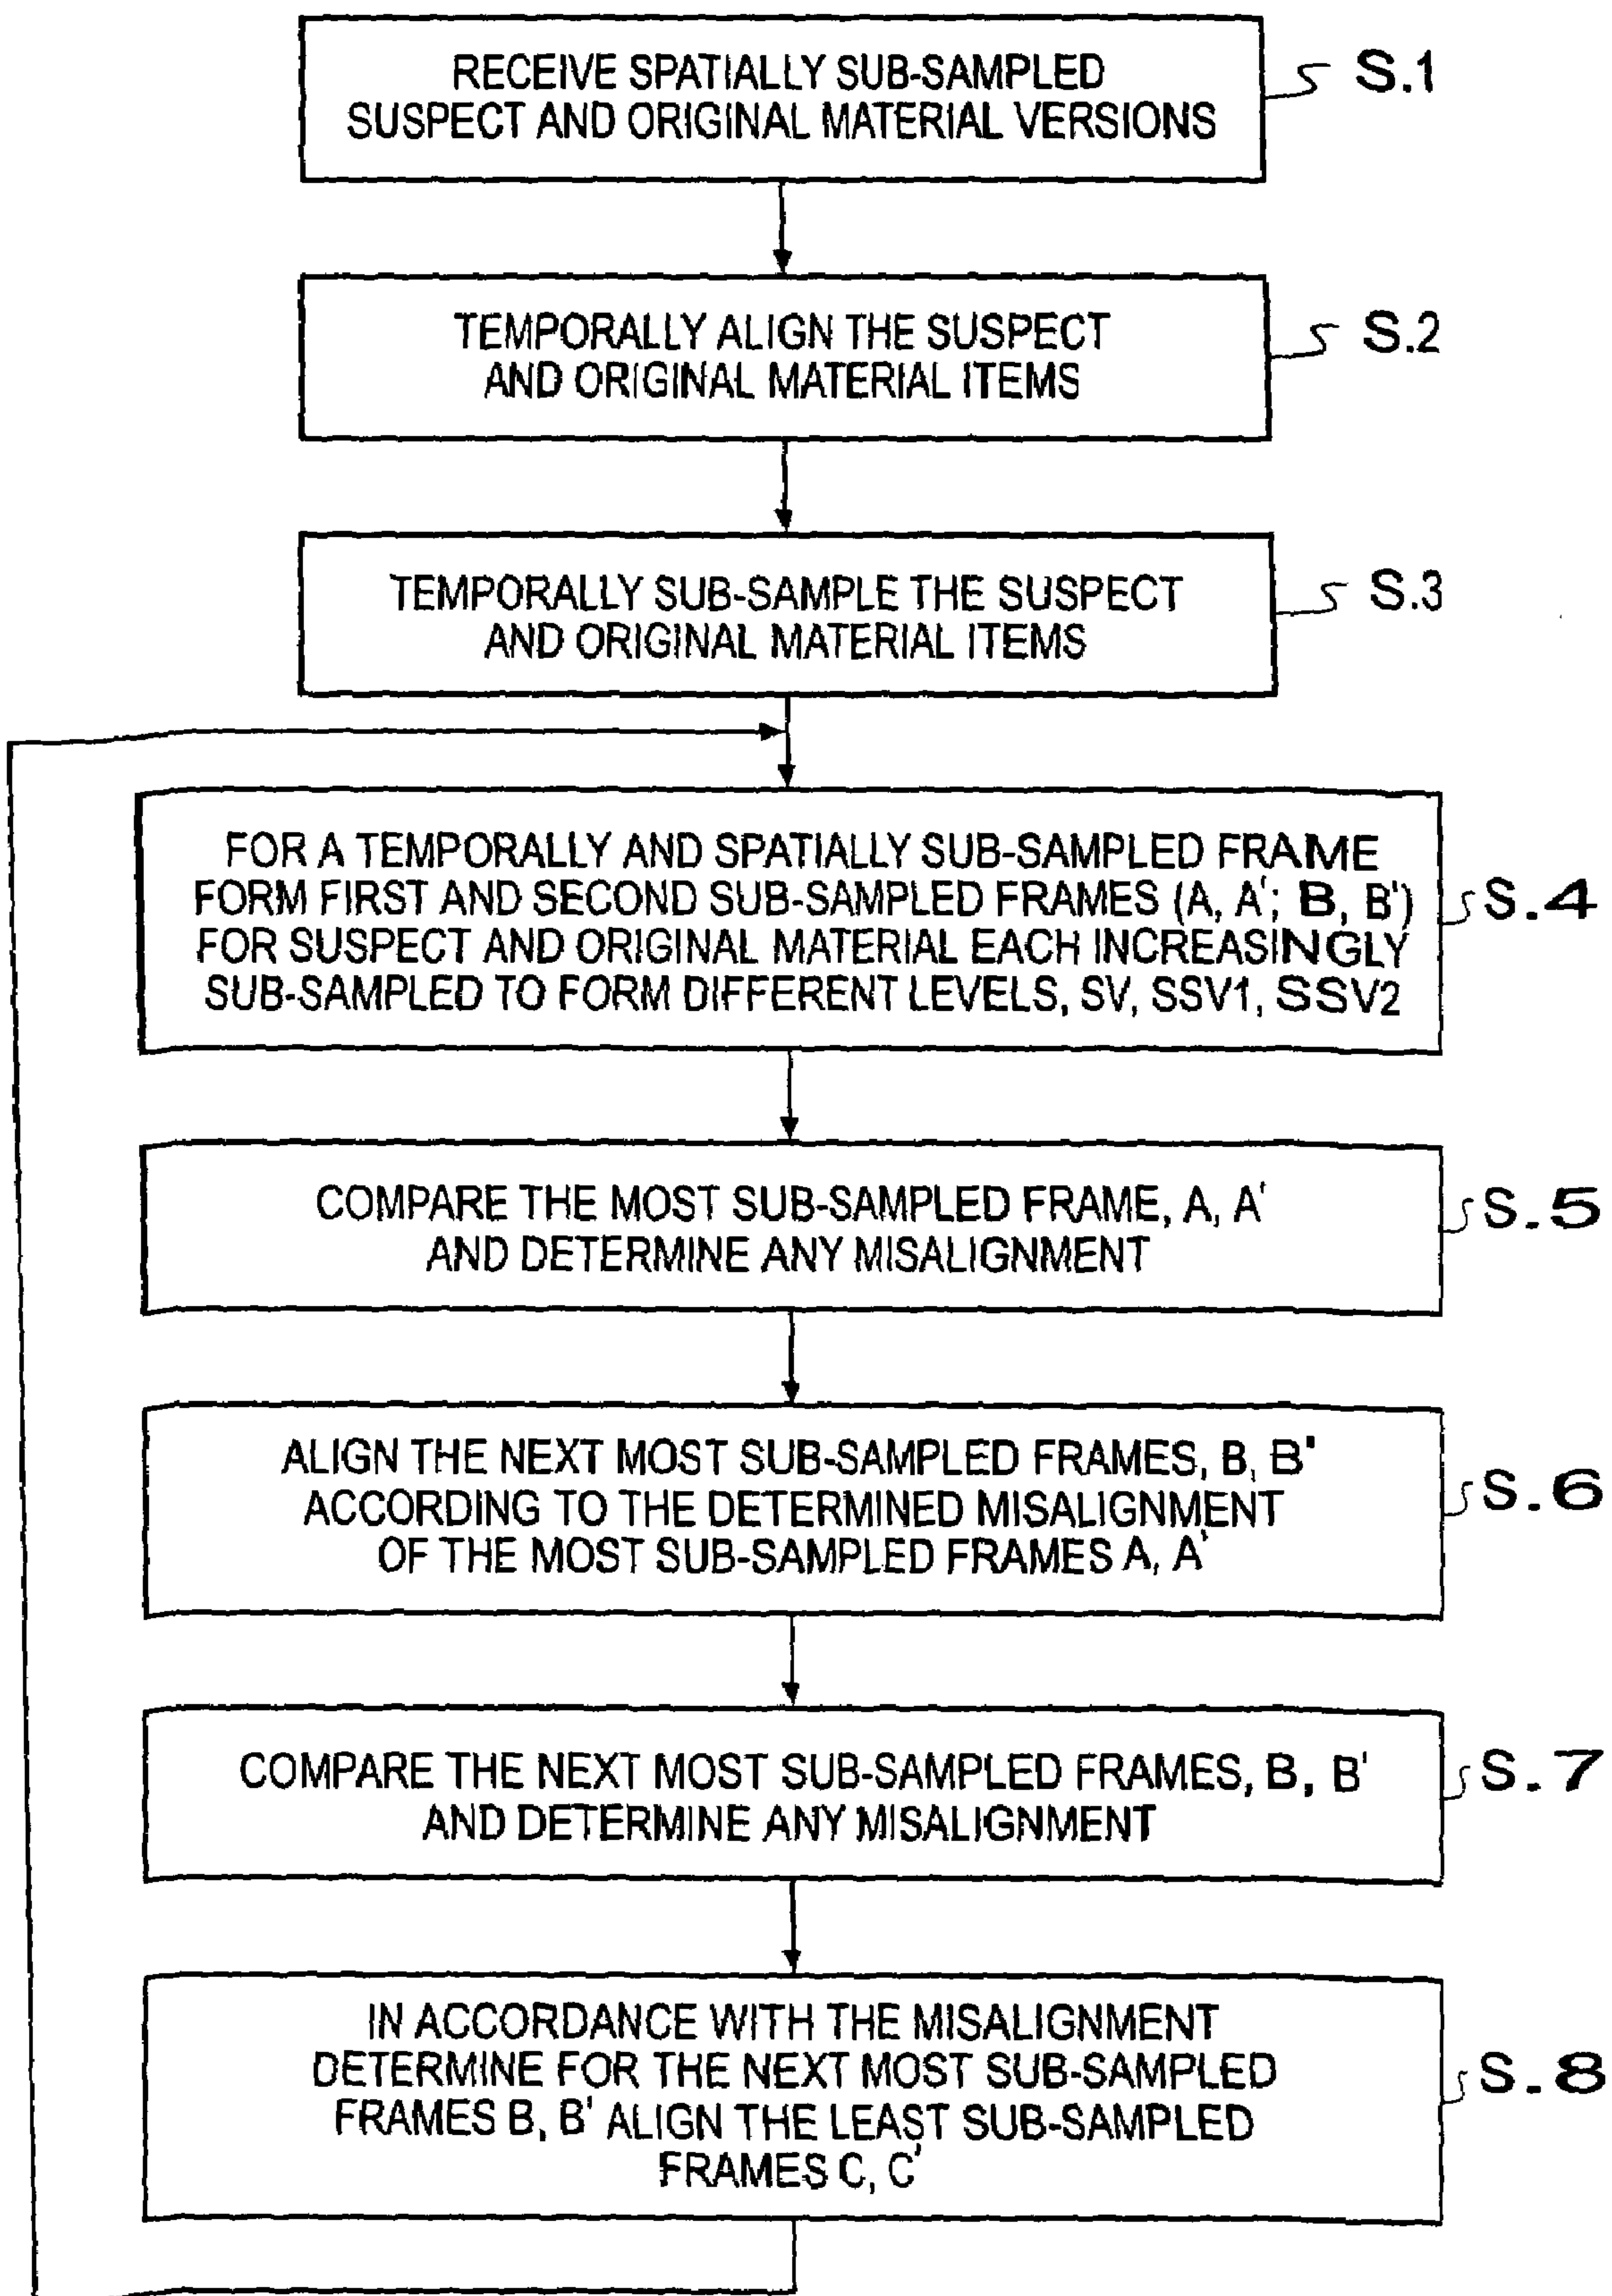 RECEIVE SPATIALLY SUB-SAMPLED
SUSPECT AND ORIGINAL MATERIAL VERSIONS
S.1
TEMPORALLY ALIGN THE SUSPECT
AND ORIGINAL MATERIAL ITEMS
S.2
TEMPORALLY SUB-SAMPLE THE SUSPECT
AND ORIGINAL MATERIAL ITEMS
S.3
FOR A TEMPORALLY AND SPATIALLY SUB-SAMPLED FRAME
FORM FIRST AND SECOND SUB-SAMPLED FRAMES (A, A'; B, B')
FOR SUSPECT AND ORIGINAL MATERIAL EACH INCREASINGLY
SUB-SAMPLED TO FORM DIFFERENT LEVELS, SV, SSV1, SSV2
S.4
COMPARE THE MOST SUB-SAMPLED FRAME, A, A'
AND DETERMINE ANY MISALIGNMENT
S.5
ALIGN THE NEXT MOST SUB-SAMPLED FRAMES, B, B'
ACCORDING TO THE DETERMINED MISALIGNMENT
OF THE MOST SUB-SAMPLED FRAMES A, A'
S.6
COMPARE THE NEXT MOST SUB-SAMPLED FRAMES, B, B'
AND DETERMINE ANY MISALIGNMENT
S.7
IN ACCORDANCE WITH THE MISALIGNMENT
DETERMINE FOR THE NEXT MOST SUB-SAMPLED
FRAMES B, B' ALIGN THE LEAST SUB-SAMPLED
FRAMES C, C'
S.8